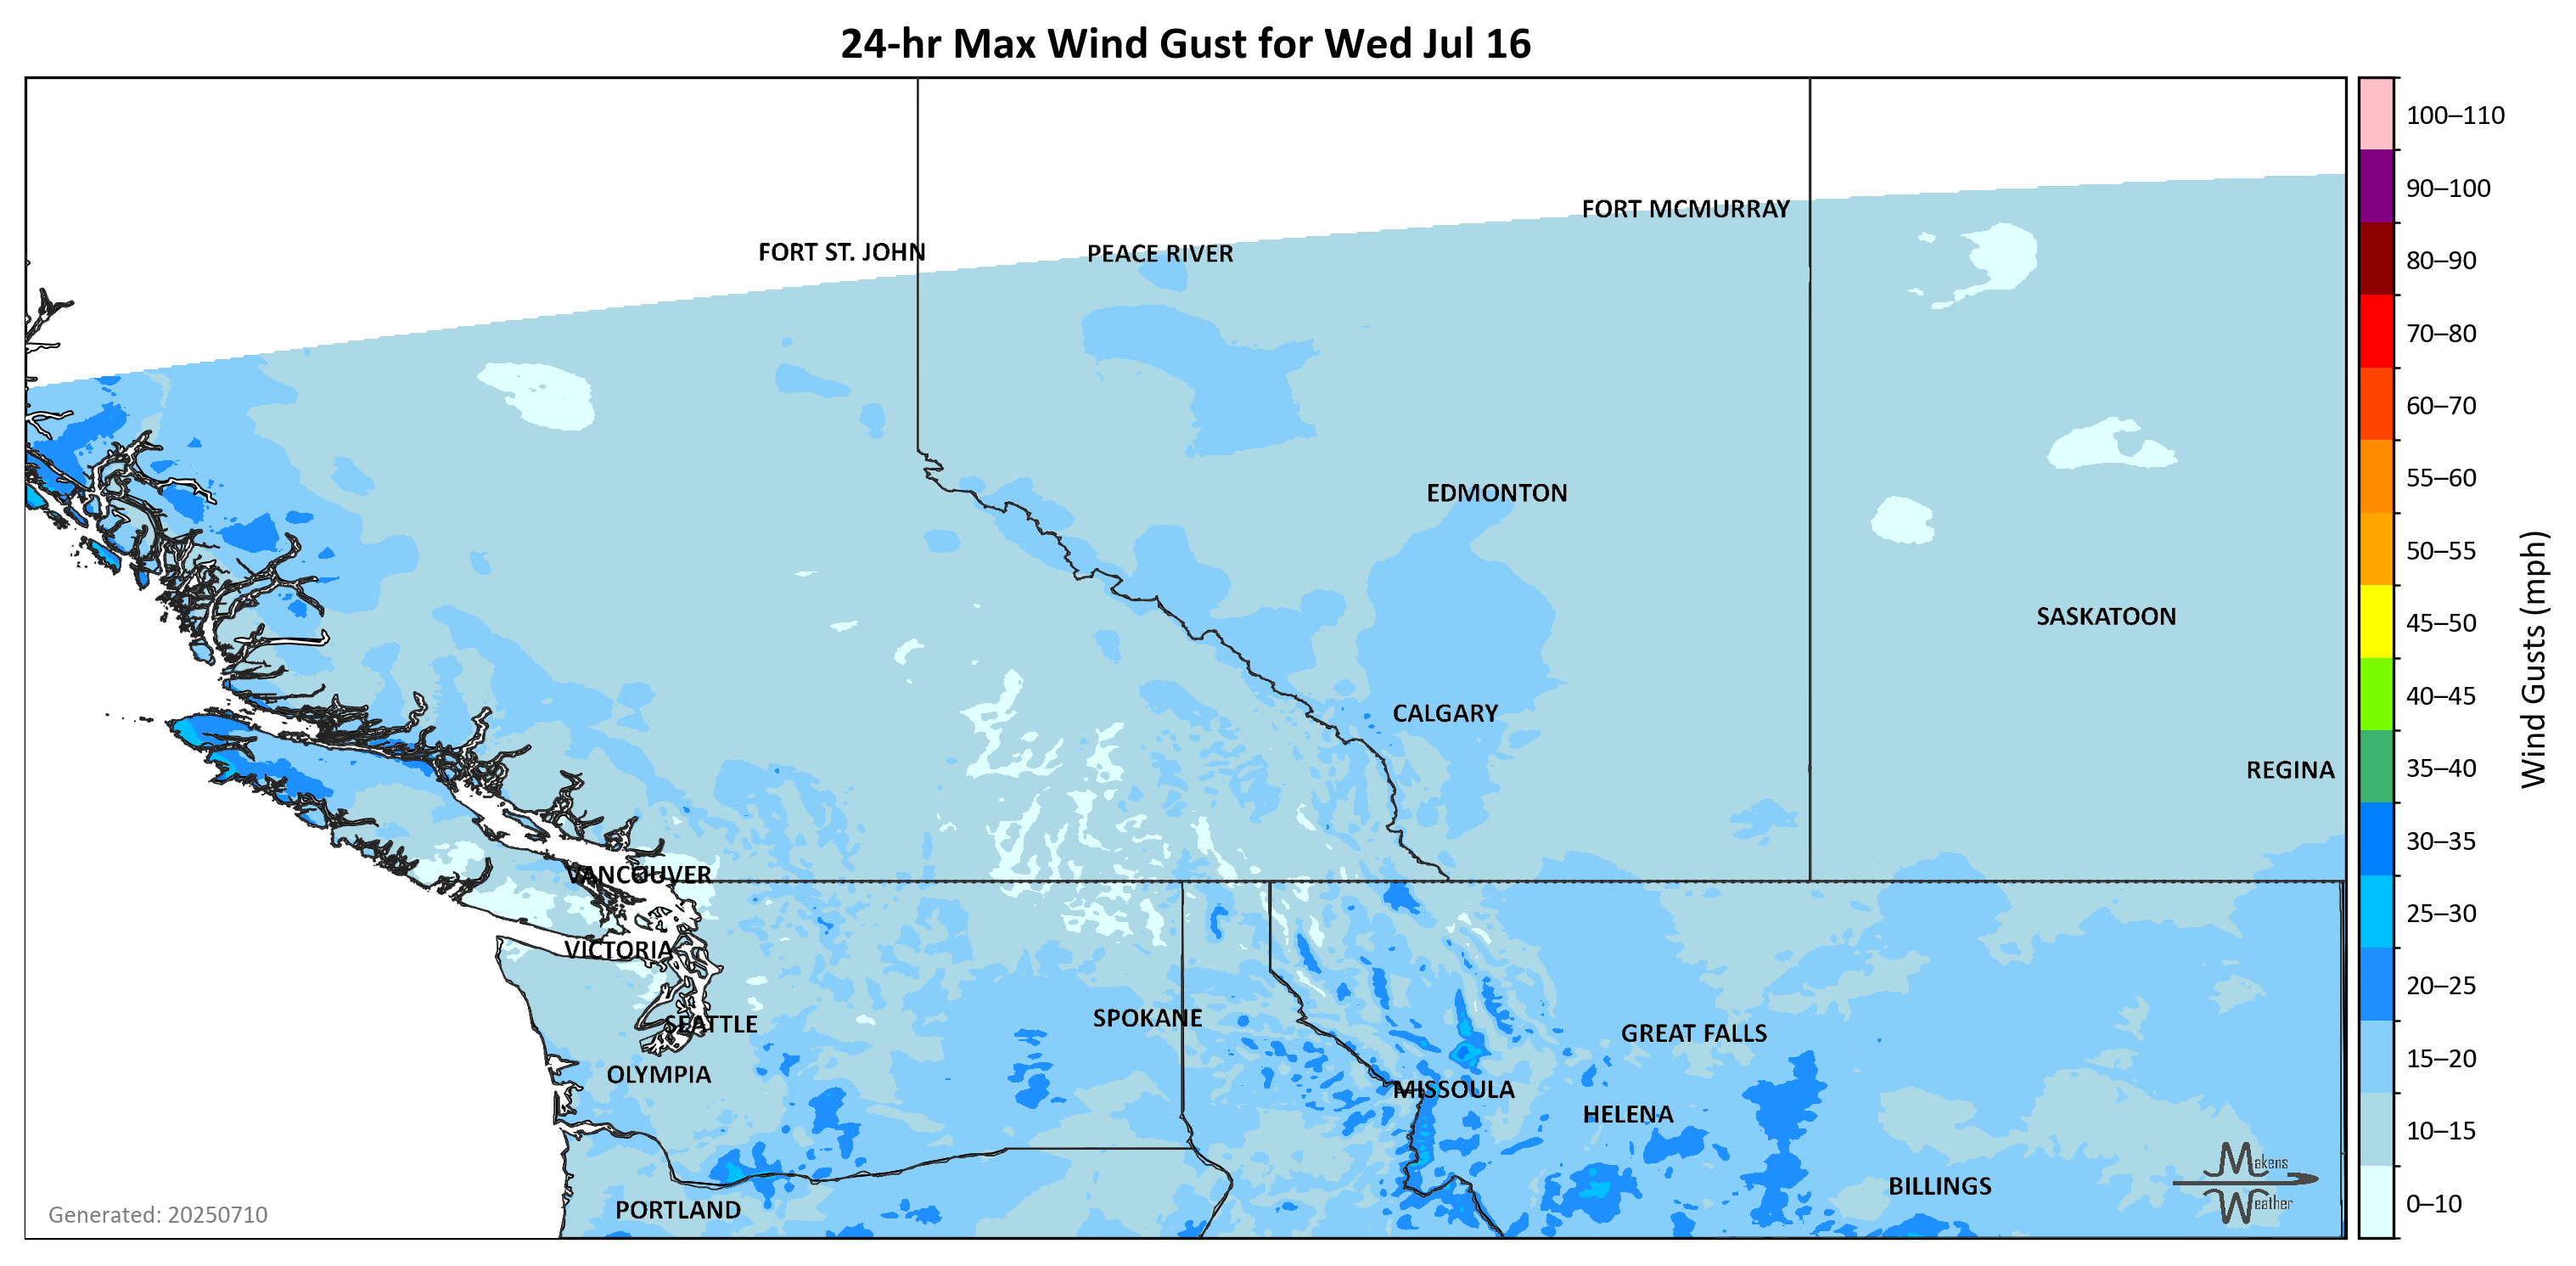 24-hr Max Wind Gust for Wed Jul 16
100–110
90–100
80–90
70–80
60–70
55–60
50–55
45–50
40–45
35–40
30–35
25–30
20–25
15–20
10–15
0–10
Wind Gusts (mph)
FORT MCMURRAY
FORT ST. JOHN
PEACE RIVER
EDMONTON
SASKATOON
CALGARY
REGINA
VANCOUVER
VICTORIA
SPOKANE
SEATTLE
GREAT FALLS
OLYMPIA
MISSOULA
HELENA
BILLINGS
PORTLAND
Makens
Weather
Generated: 20250710